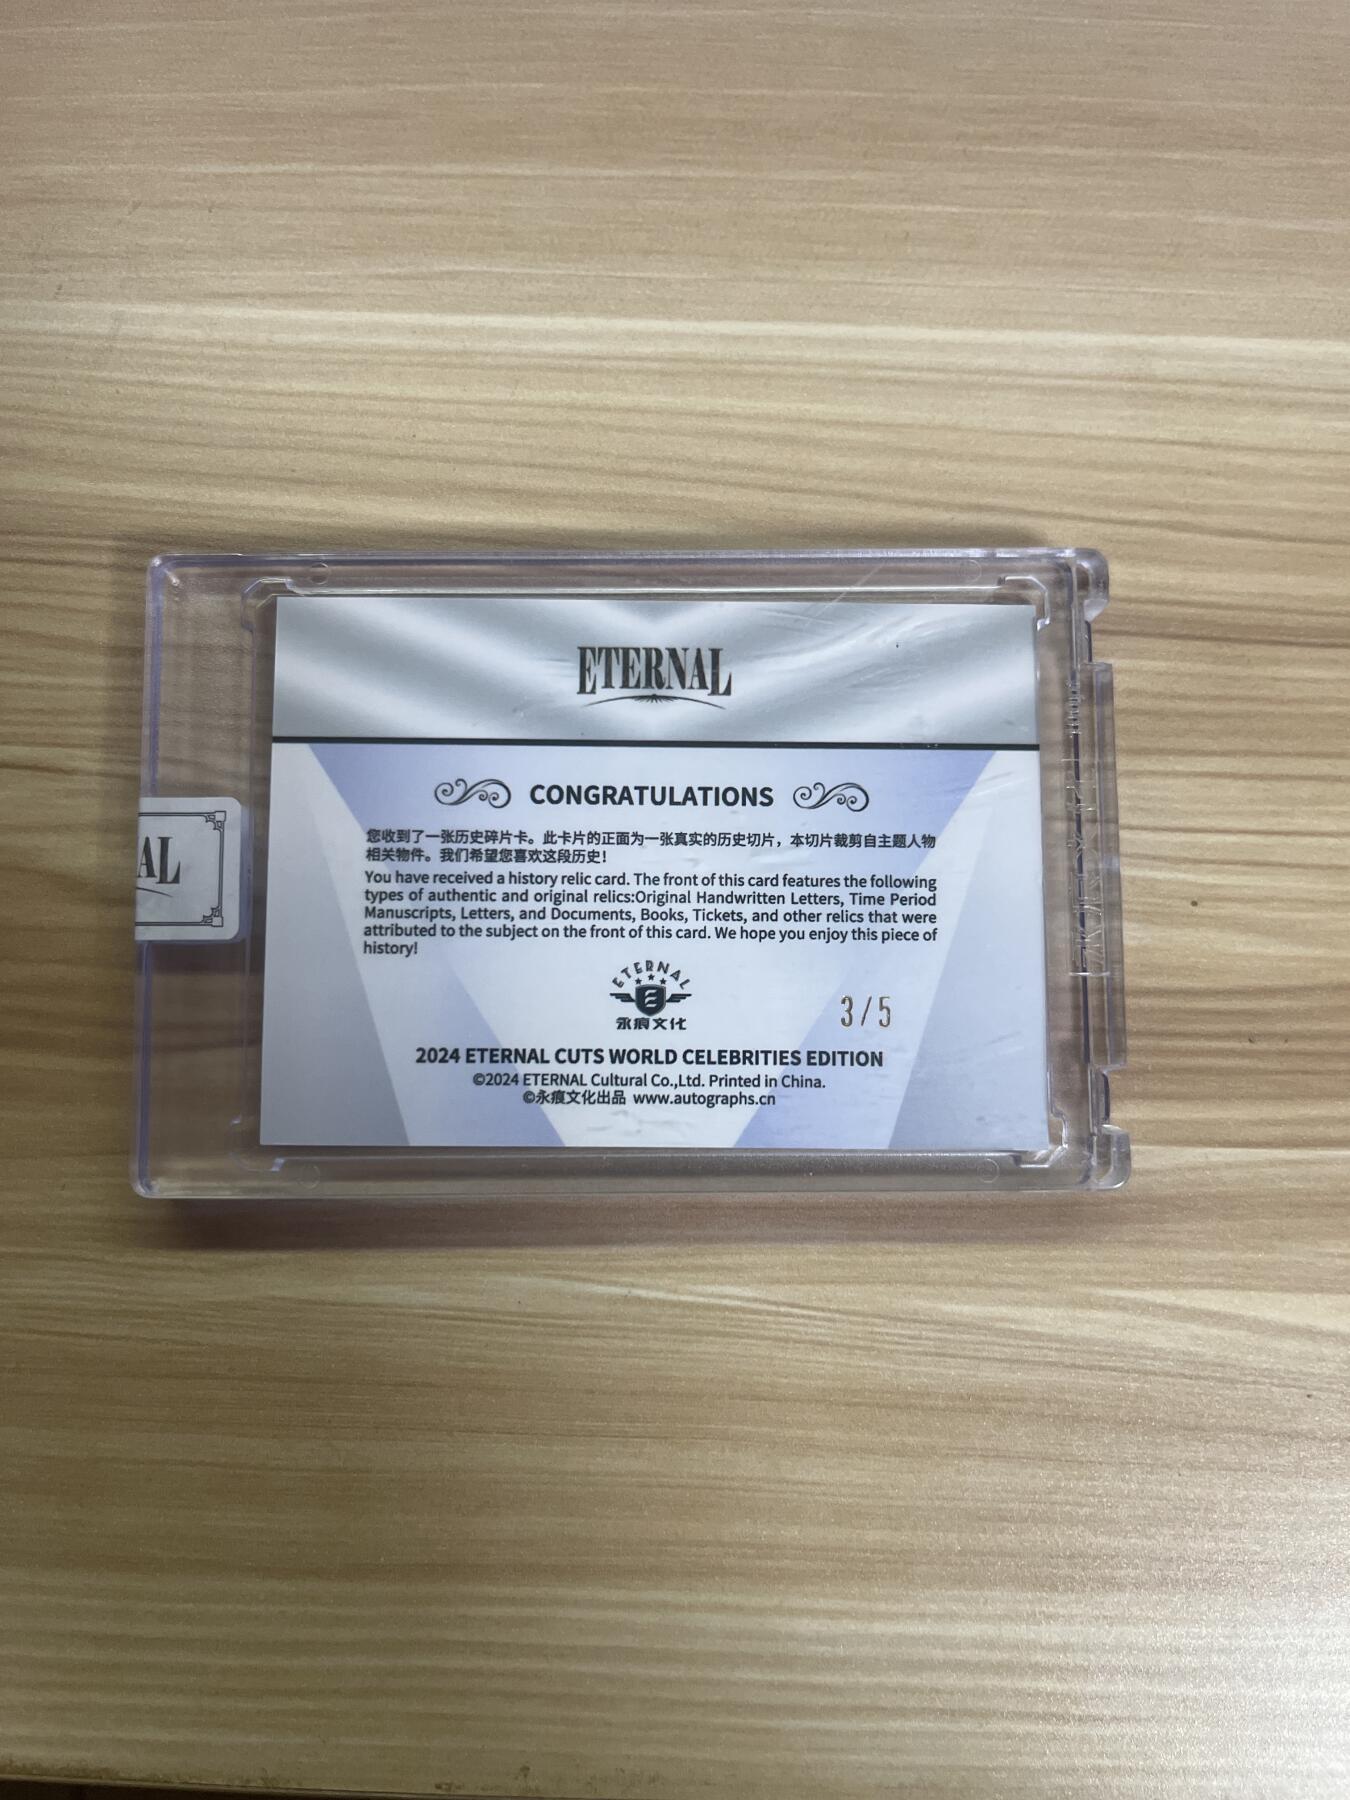 ETERNAL
CONGRATULATIONS
您收到了一张历史碎片卡。此卡片的正面为一张真实的历史切片，本切片裁剪自主题人物
相关物件。我们希望您喜欢这段历史！
You have received a history relic card. The front of this card features the following
types of authentic and original relics:Original Handwritten Letters, Time Period
Manuscripts, Letters, and Documents, Books, Tickets, and other relics that were
attributed to the subject on the front of this card. We hope you enjoy this piece of
history!
AL
ETERNAL
永痕文化
3/5
2024 ETERNAL CUTS WORLD CELEBRITIES EDITION
©2024 ETERNAL Cultural Co.,Ltd. Printed in China.
©永痕文化出品 www.autographs.cn